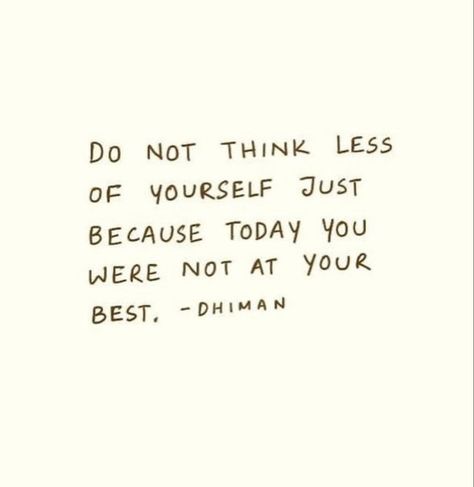 DO NOT THINK LESS
OF YOURSELF JUST
BECAUSE TODAY YOU
WERE NOT AT YOUR
BEST. -DHIMAN